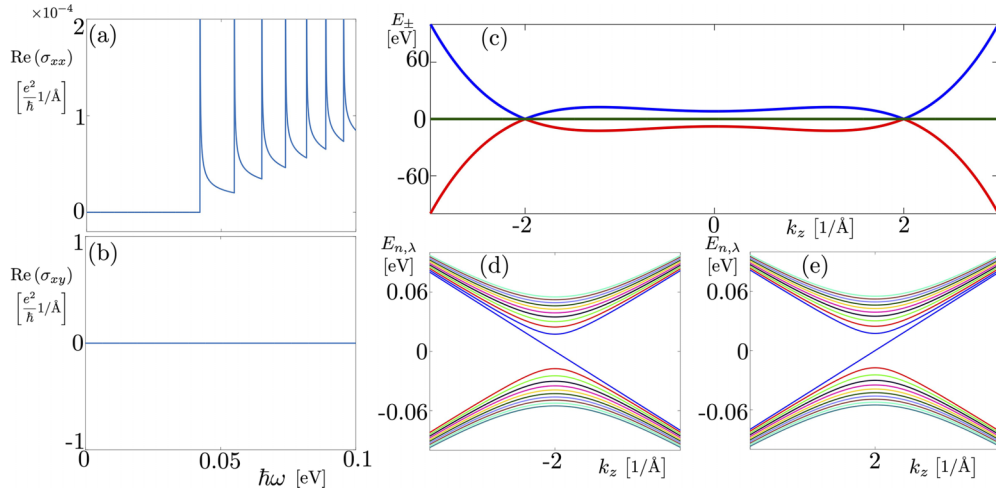 ×10⁻⁴
2
(a)
Re (σxx)
[e²/ħ 1/Å]
1
0
1
(b)
Re (σxy)
[e²/ħ 1/Å]
0
-1
0
0.05
0.1
ħω [eV]
E±
[eV]
(c)
60
0
-60
-2
0
kz [1/Å]
2
En,λ
[eV]
(d)
0.06
0
-0.06
-2
kz [1/Å]
En,λ
[eV]
(e)
0.06
0
-0.06
2
kz [1/Å]